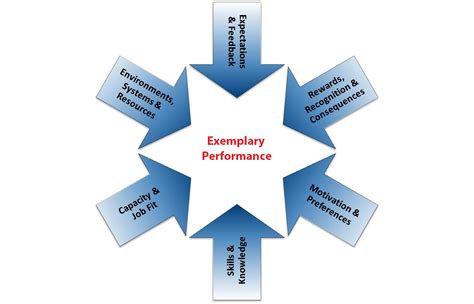 Expectations
& Feedback
Rewards,
Recognition &
Consequences
Motivation &
Preferences
Skills &
Knowledge
Capacity &
Job Fit
Environments,
Systems &
Resources
Exemplary
Performance